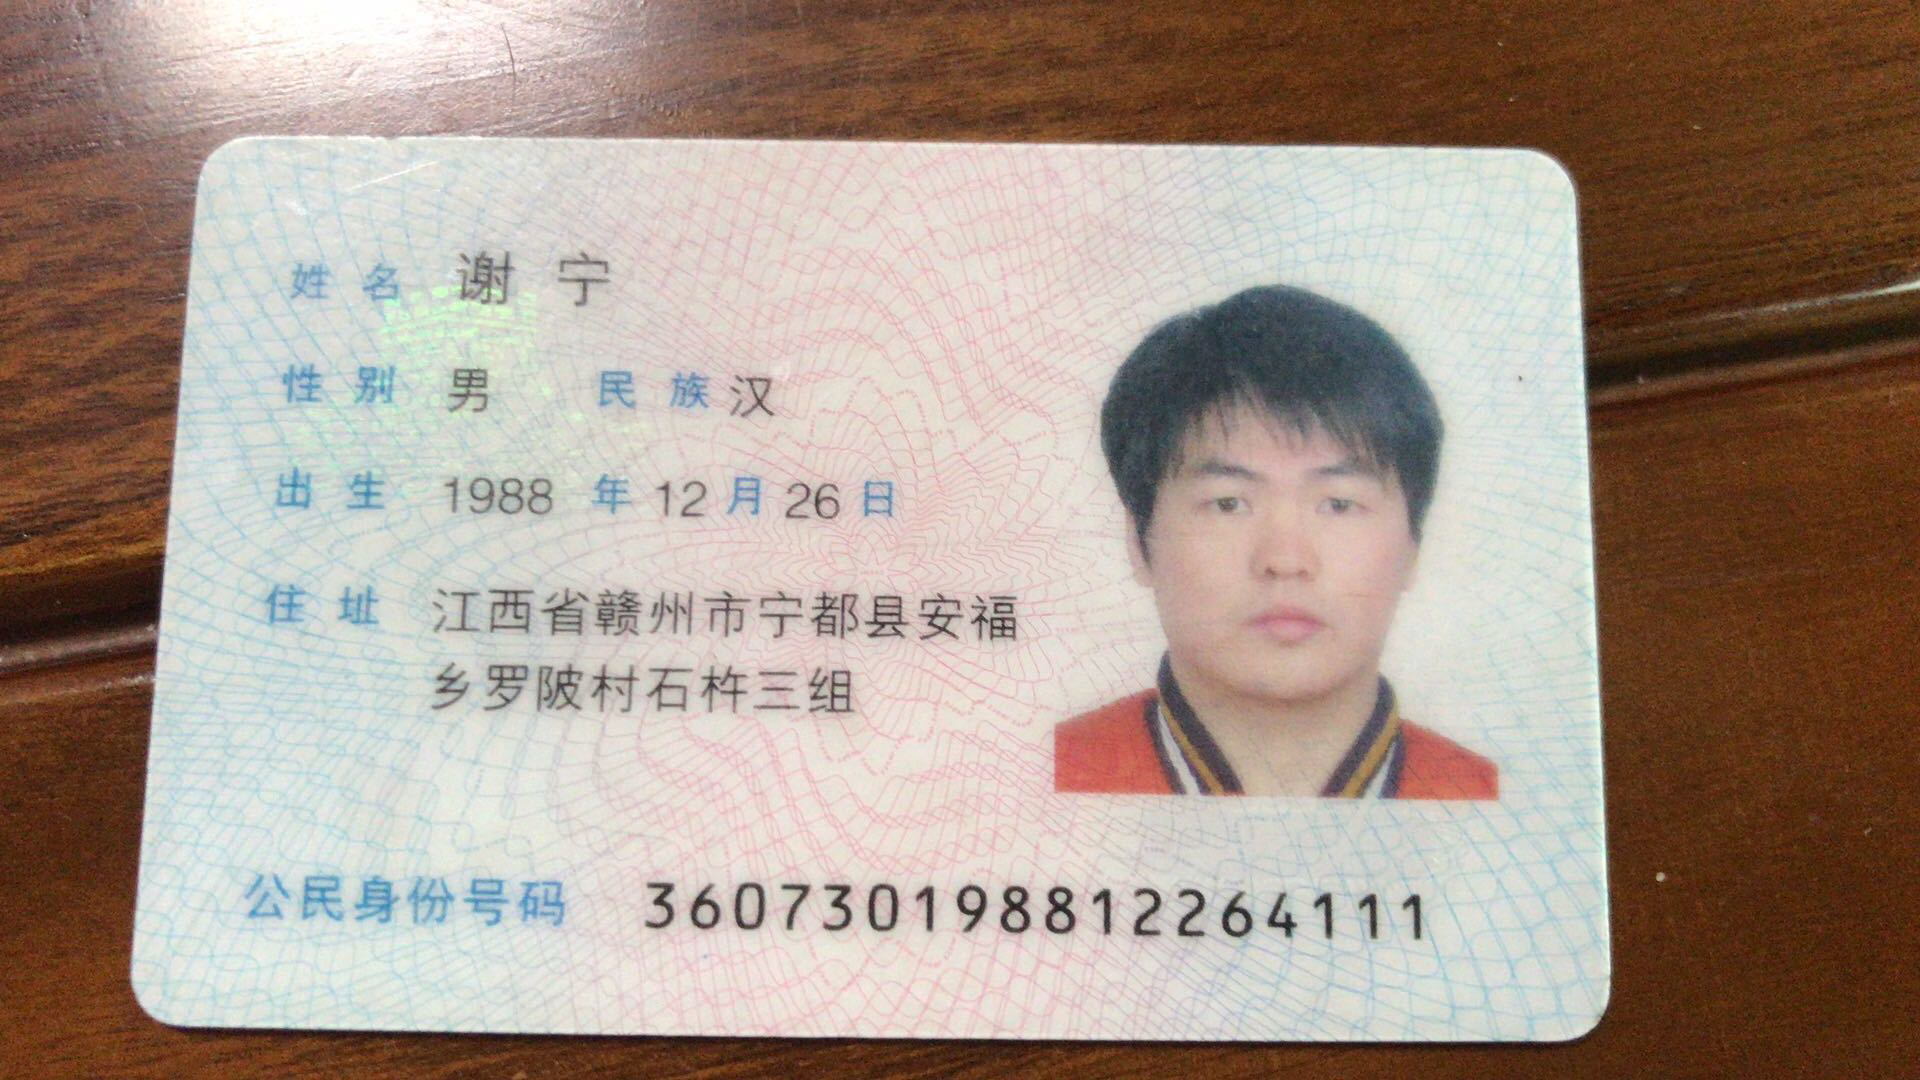 姓名 谢宁
性别 男 民族 汉
出生 1988 年 12 月 26 日
住址 江西省赣州市宁都县安福
乡罗陂村石杵三组
公民身份号码 360730198812264111